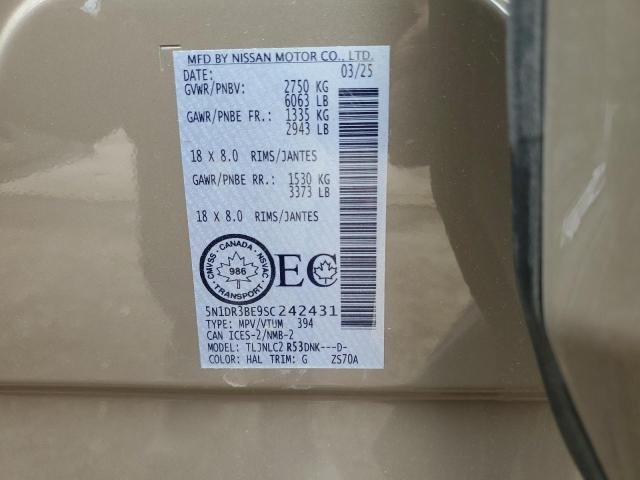 MFD BY NISSAN MOTOR CO., LTD.
DATE: 03/25
GVWR/PNBV: 2750 KG
6063 LB
GAWR/PNBE FR.: 1335 KG
2943 LB
18 X 8.0 RIMS/JANTES
GAWR/PNBE RR.: 1530 KG
3373 LB
18 X 8.0 RIMS/JANTES
CMVSS · CANADA · NSVAC
986
TRANSPORT
EC
5N1DR3BE9SC242431
TYPE: MPV/VTUM 394
CAN ICES-2/NMB-2
MODEL: TLJNLC2 R53DNK---D-
COLOR: HAL TRIM: G ZS70A